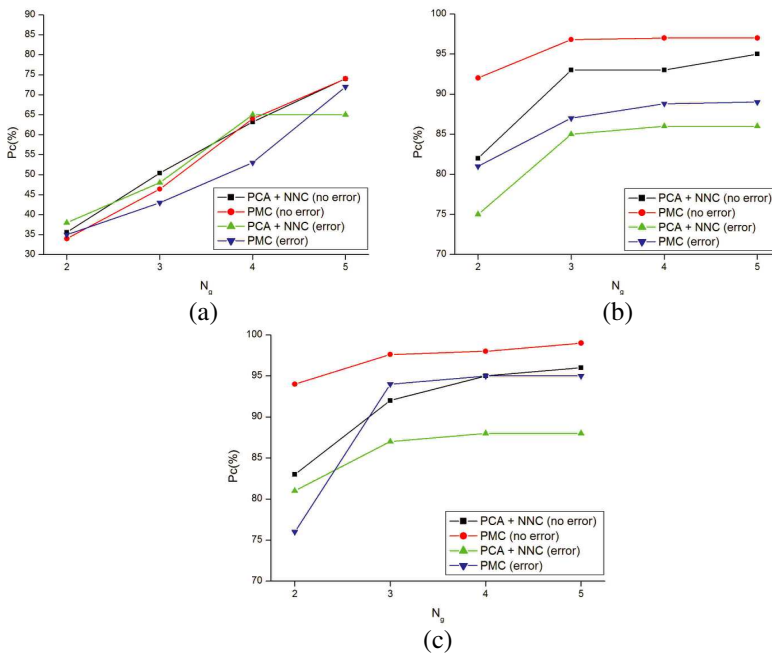 90
85
80
75
70
65
60
55
50
45
40
35
30
Pc(%)
2 3 4 5
Ng
PCA + NNC (no error)
PMC (no error)
PCA + NNC (error)
PMC (error)
(a)
100
95
90
85
80
75
70
Pc(%)
2 3 4 5
Ng
PCA + NNC (no error)
PMC (no error)
PCA + NNC (error)
PMC (error)
(b)
100
95
90
85
80
75
70
Pc(%)
2 3 4 5
Ng
PCA + NNC (no error)
PMC (no error)
PCA + NNC (error)
PMC (error)
(c)